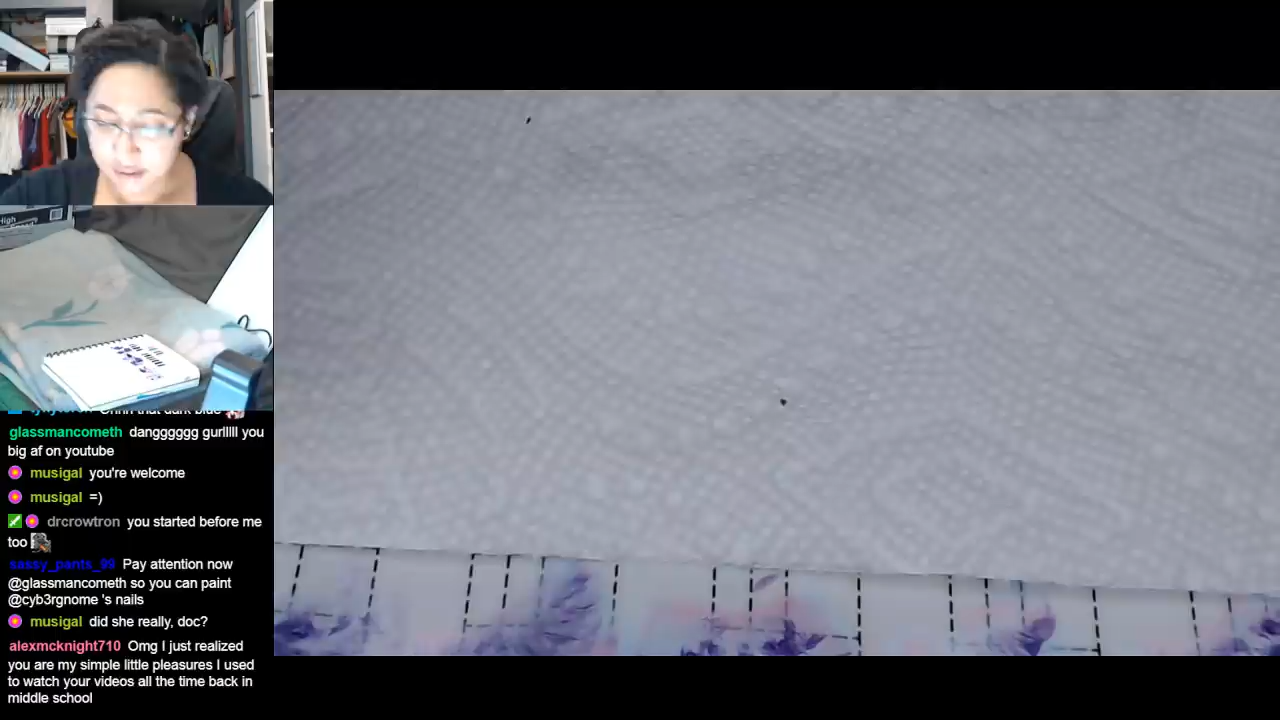 High
glassmancometh dangggggg gurlllll you
big af on youtube
musigal you're welcome
musigal =)
drcrowtron you started before me
too
sassy_pants_99 Pay attention now
@glassmancometh so you can paint
@cyb3rgnome 's nails
musigal did she really, doc?
alexmcknight710 Omg I just realized
you are my simple little pleasures I used
to watch your videos all the time back in
middle school